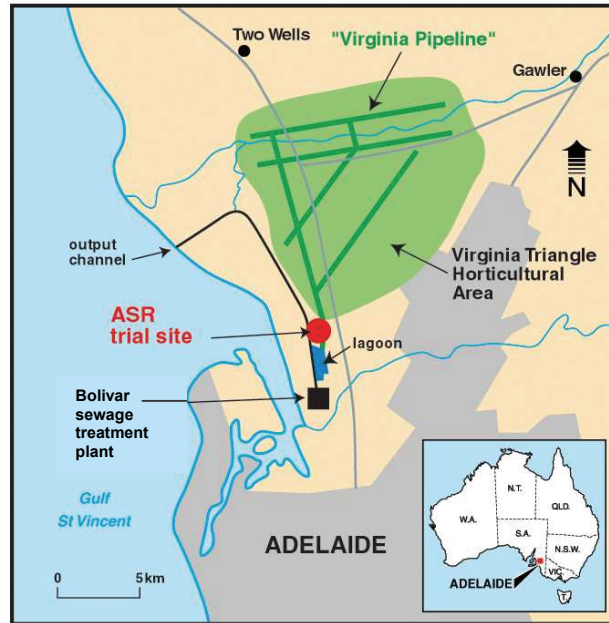 Two Wells
"Virginia Pipeline"
Gawler
N
output
channel
Virginia Triangle
Horticultural
Area
ASR
trial site
lagoon
Bolivar
sewage
treatment
plant
Gulf
St Vincent
ADELAIDE
0
5km
N.T.
QLD.
W.A.
S.A.
N.S.W.
VIC.
ADELAIDE
T.